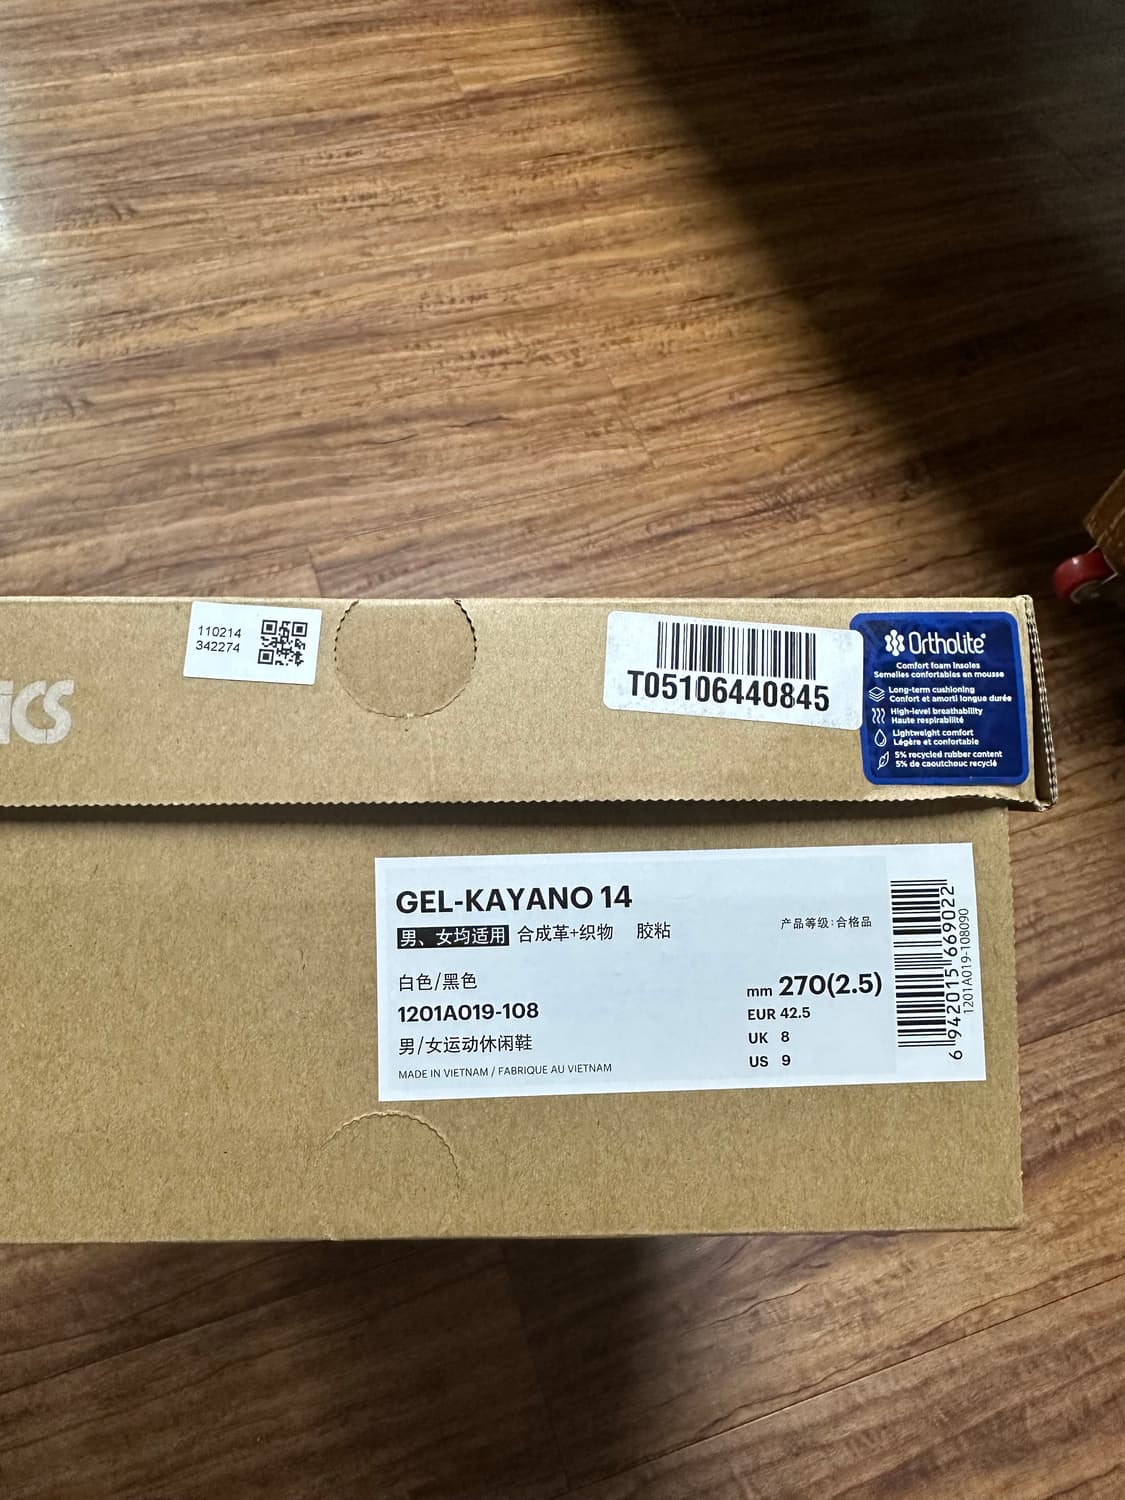 110214
342274
ICS
T05106440845
Ortholite®
Comfort foam insoles
Semelles confortables en mousse
Long-term cushioning
Confort et amorti longue durée
High-level breathability
Haute respirabilité
Lightweight comfort
Légère et confortable
5% recycled rubber content
5% de caoutchouc recyclé
GEL-KAYANO 14
男、女均适用 合成革+织物 胶粘
产品等级:合格品
白色/黑色
1201A019-108
男/女运动休闲鞋
MADE IN VIETNAM / FABRIQUE AU VIETNAM
mm 270(2.5)
EUR 42.5
UK 8
US 9
6 942015 669022
1201A019-108090